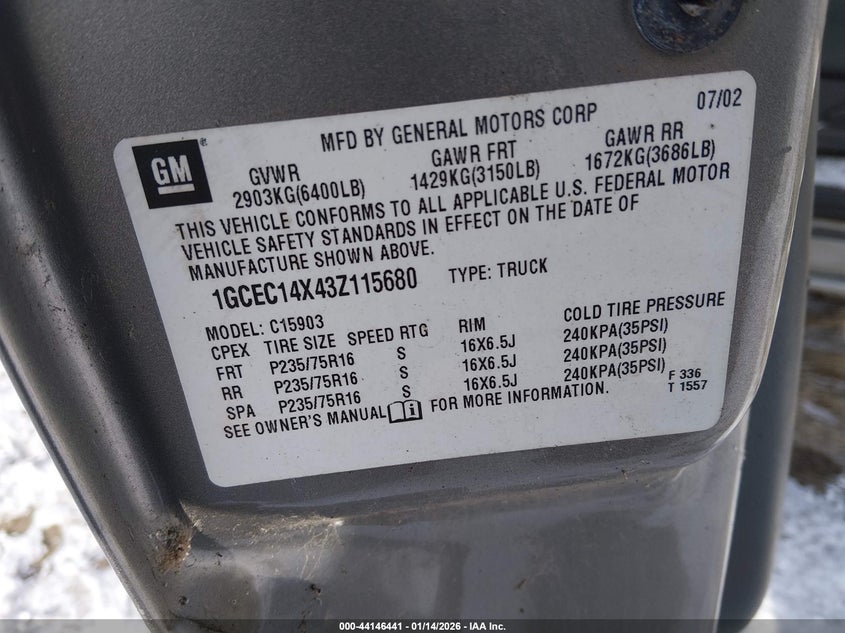 GM
MFD BY GENERAL MOTORS CORP 07/02
GVWR GAWR FRT GAWR RR
2903KG(6400LB) 1429KG(3150LB) 1672KG(3686LB)
THIS VEHICLE CONFORMS TO ALL APPLICABLE U.S. FEDERAL MOTOR
VEHICLE SAFETY STANDARDS IN EFFECT ON THE DATE OF
MANUFACTURE SHOWN ABOVE.
1GCEC14X43Z115680 TYPE: TRUCK
MODEL: C15903
CPEX TIRE SIZE SPEED RTG RIM COLD TIRE PRESSURE
FRT P235/75R16 S 16X6.5J 240KPA(35PSI)
RR P235/75R16 S 16X6.5J 240KPA(35PSI)
SPA P235/75R16 S 16X6.5J 240KPA(35PSI)
SEE OWNER'S MANUAL FOR MORE INFORMATION.
F 336
T 1557
000-44146441 - 01/14/2026 - IAA Inc.